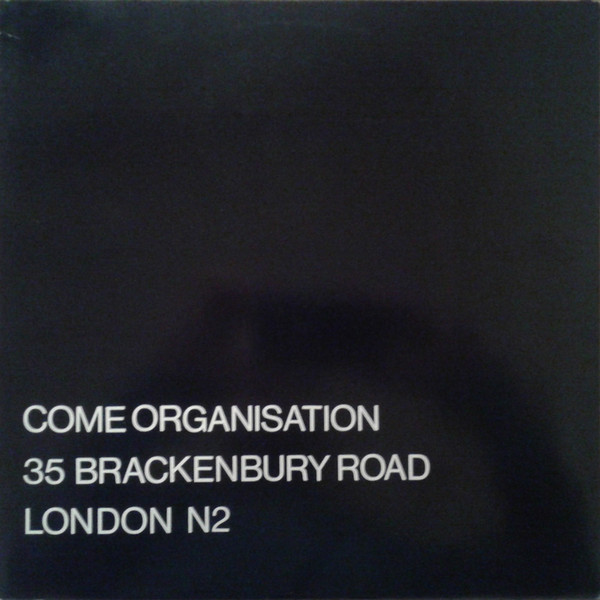 COME ORGANISATION
35 BRACKENBURY ROAD
LONDON N2